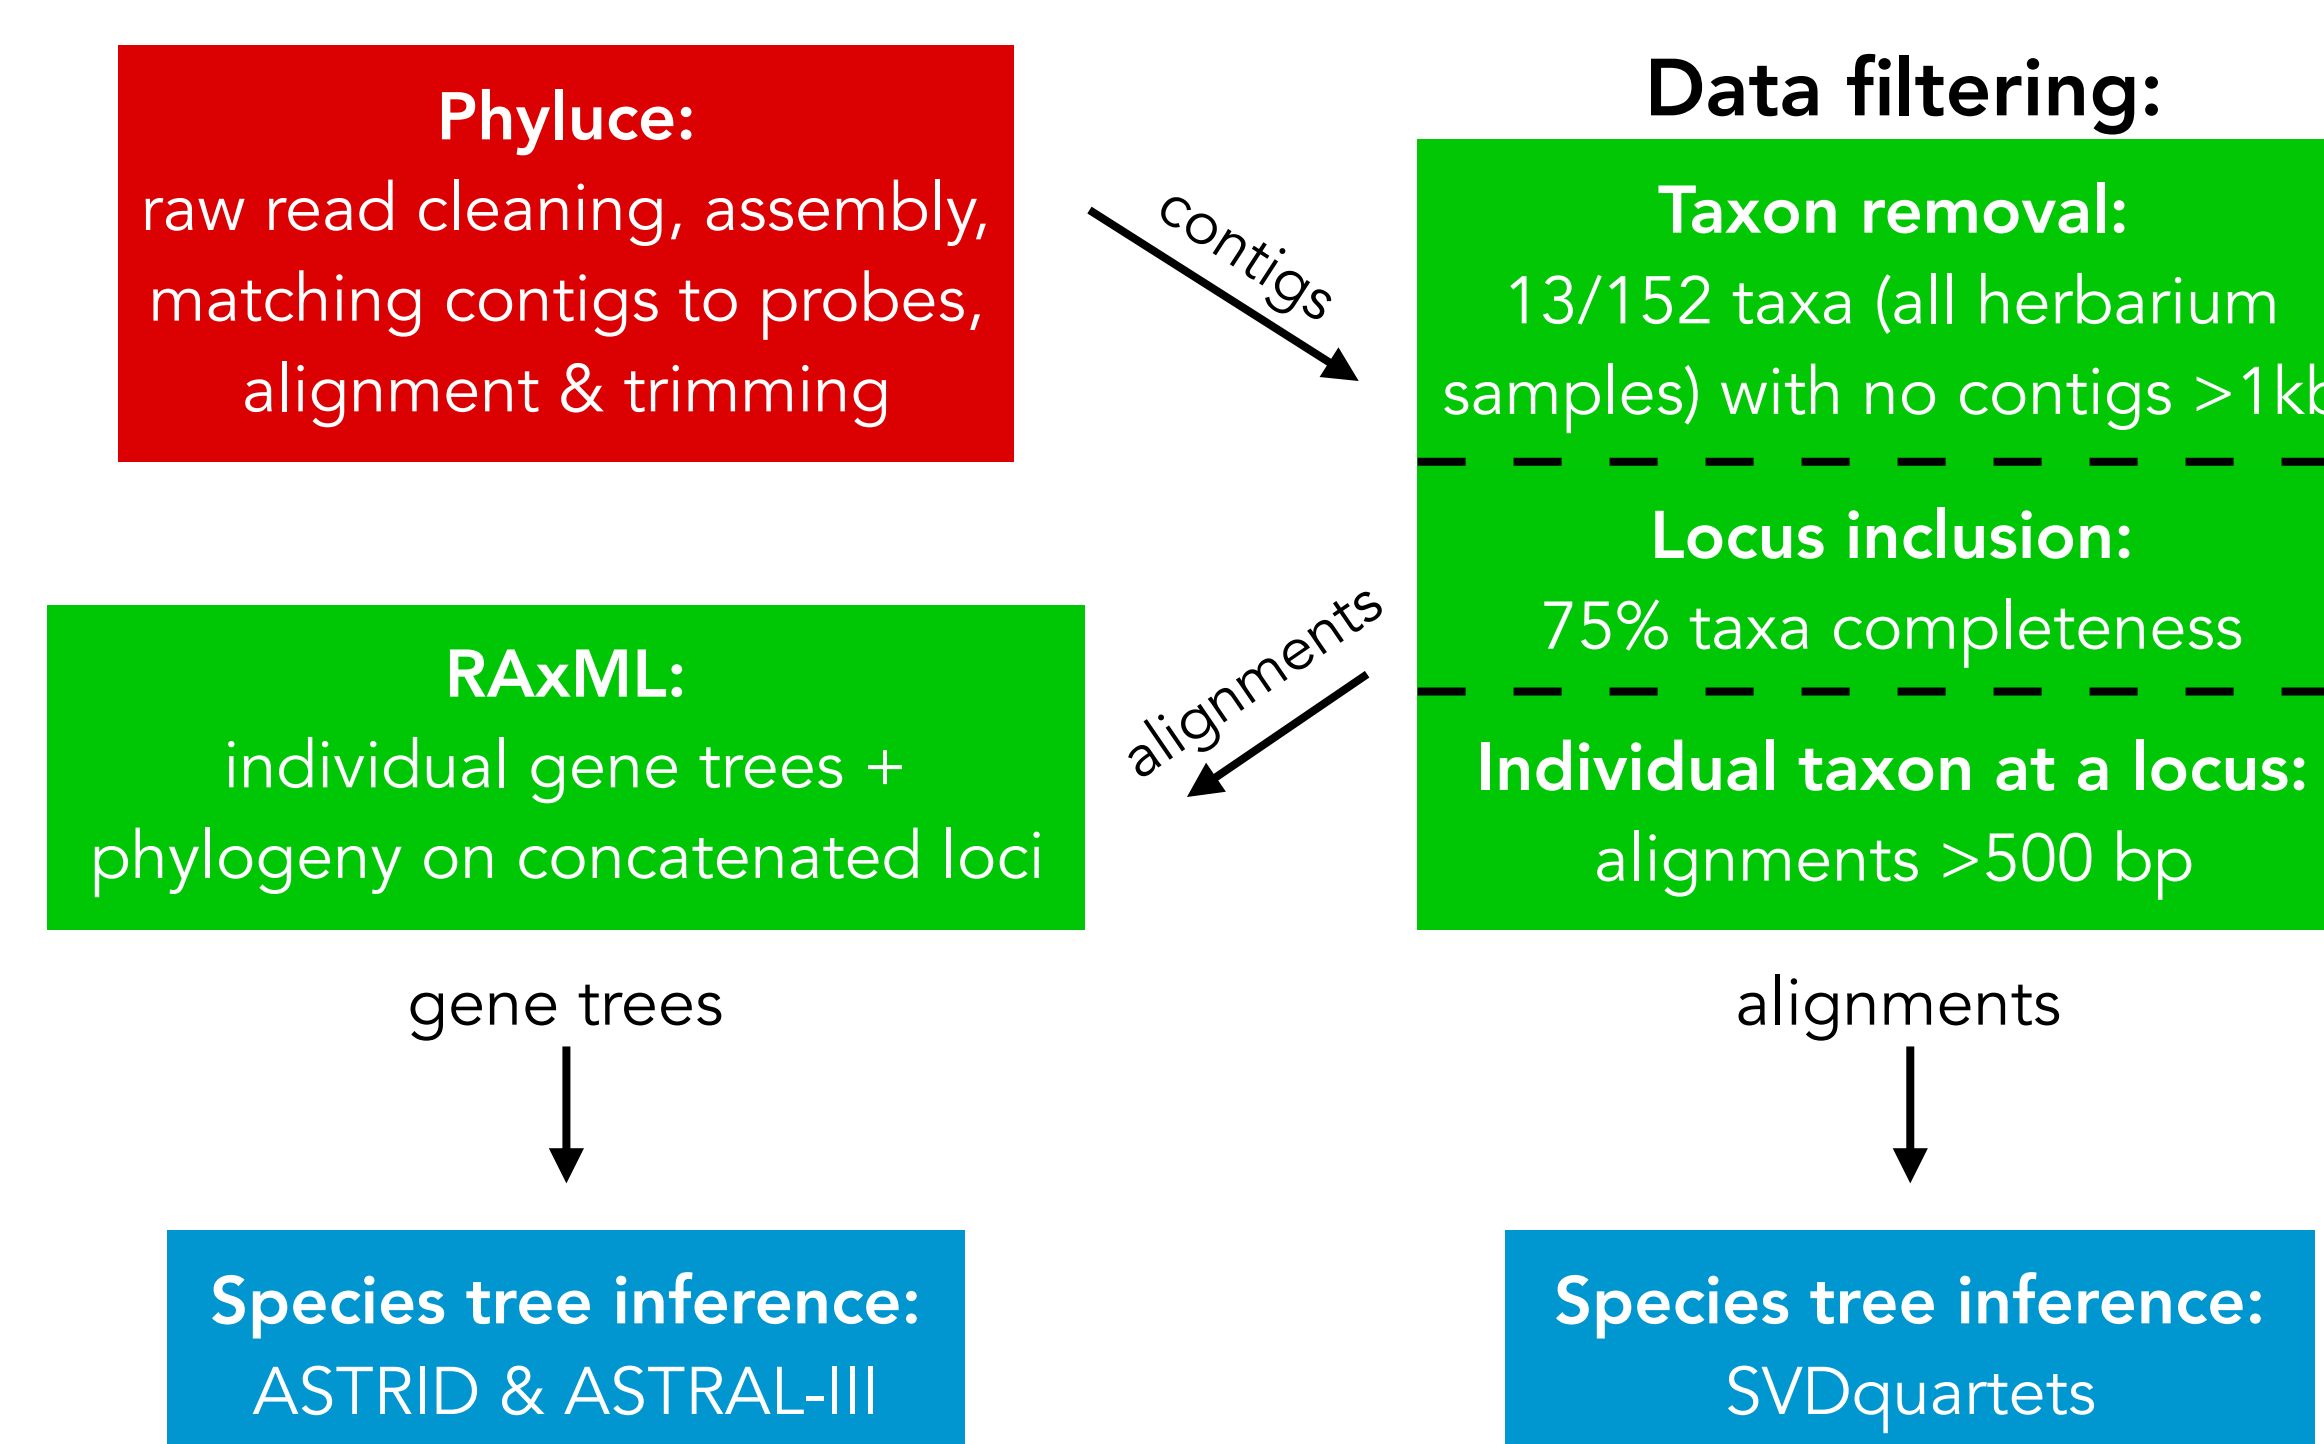 Phyluce:
raw read cleaning, assembly,
matching contigs to probes,
alignment & trimming
contigs
Data filtering:
Taxon removal:
13/152 taxa (all herbarium
samples) with no contigs >1kb
Locus inclusion:
75% taxa completeness
Individual taxon at a locus:
alignments >500 bp
alignments
RAxML:
individual gene trees +
phylogeny on concatenated loci
gene trees
alignments
Species tree inference:
ASTRID & ASTRAL-III
Species tree inference:
SVDquartets